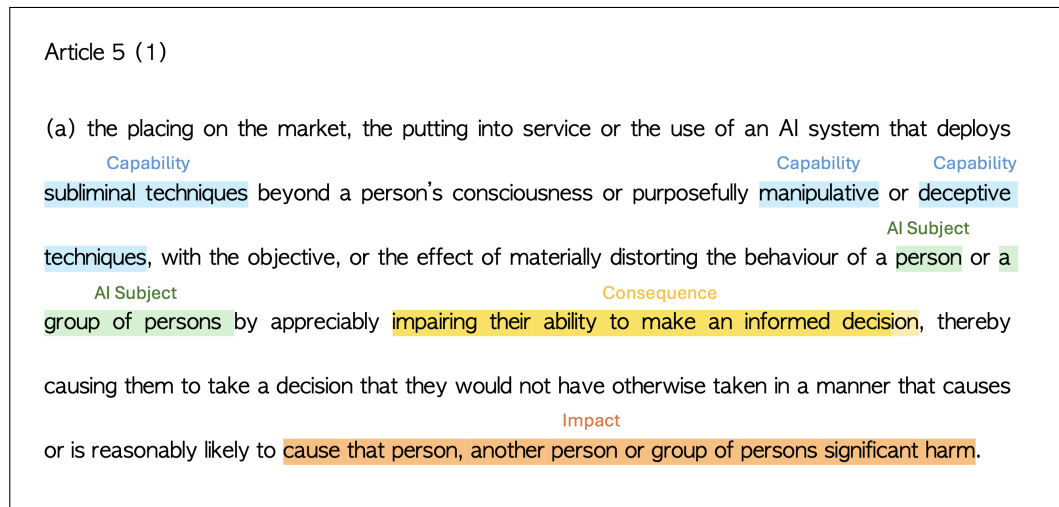 Article 5 (1)
(a) the placing on the market, the putting into service or the use of an AI system that deploys
Capability Capability Capability
subliminal techniques beyond a person's consciousness or purposefully manipulative or deceptive
AI Subject
techniques, with the objective, or the effect of materially distorting the behaviour of a person or a
AI Subject Consequence
group of persons by appreciably impairing their ability to make an informed decision, thereby
causing them to take a decision that they would not have otherwise taken in a manner that causes
Impact
or is reasonably likely to cause that person, another person or group of persons significant harm.